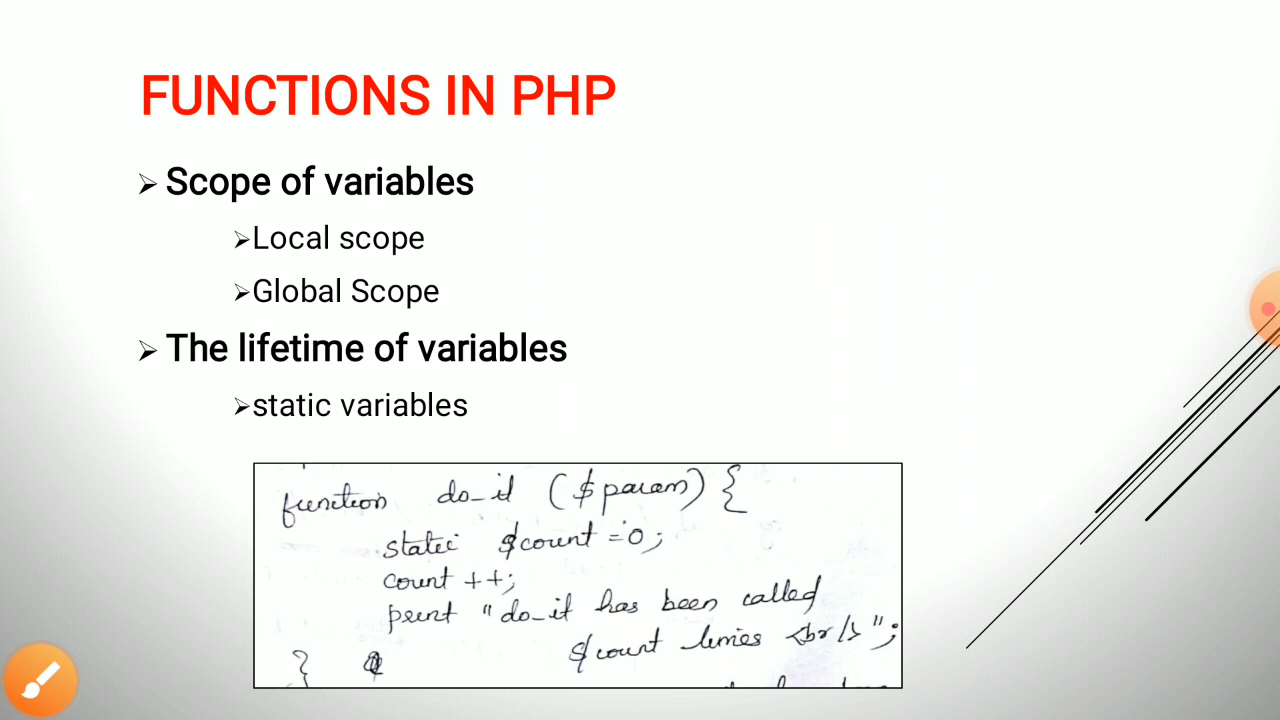 FUNCTIONS IN PHP
➢ Scope of variables
➢Local scope
➢Global Scope
➢ The lifetime of variables
➢static variables
function do_it ($param) {
static $count = 0;
count ++;
print "do_it has been called
$count times <br/>";
}